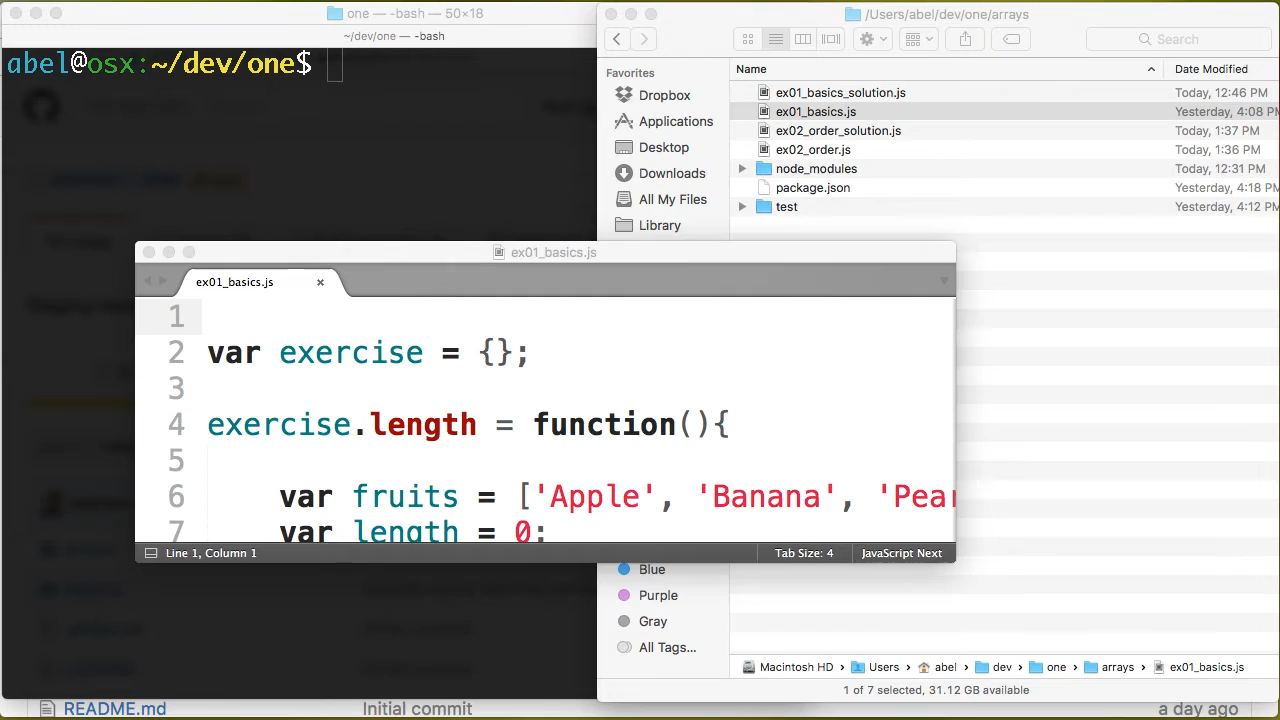 one — -bash — 50×18
~/dev/one — -bash
abel@osx:~/dev/one$
/Users/abel/dev/one/arrays
Search
Favorites
Dropbox
Applications
Desktop
Downloads
All My Files
Library
Blue
Purple
Gray
All Tags...
Name Date Modified
ex01_basics_solution.js Today, 12:46 PM
ex01_basics.js Yesterday, 4:08 PM
ex02_order_solution.js Today, 1:37 PM
ex02_order.js Today, 1:36 PM
node_modules Today, 12:31 PM
package.json Yesterday, 4:18 PM
test Yesterday, 4:12 PM
Macintosh HD › Users › abel › dev › one › arrays › ex01_basics.js
1 of 7 selected, 31.12 GB available
ex01_basics.js
ex01_basics.js ×
1
2 var exercise = {};
3
4 exercise.length = function(){
5
6 var fruits = ['Apple', 'Banana', 'Pear
7 var length = 0;
Line 1, Column 1 Tab Size: 4 JavaScript Next
README.md Initial commit a day ago